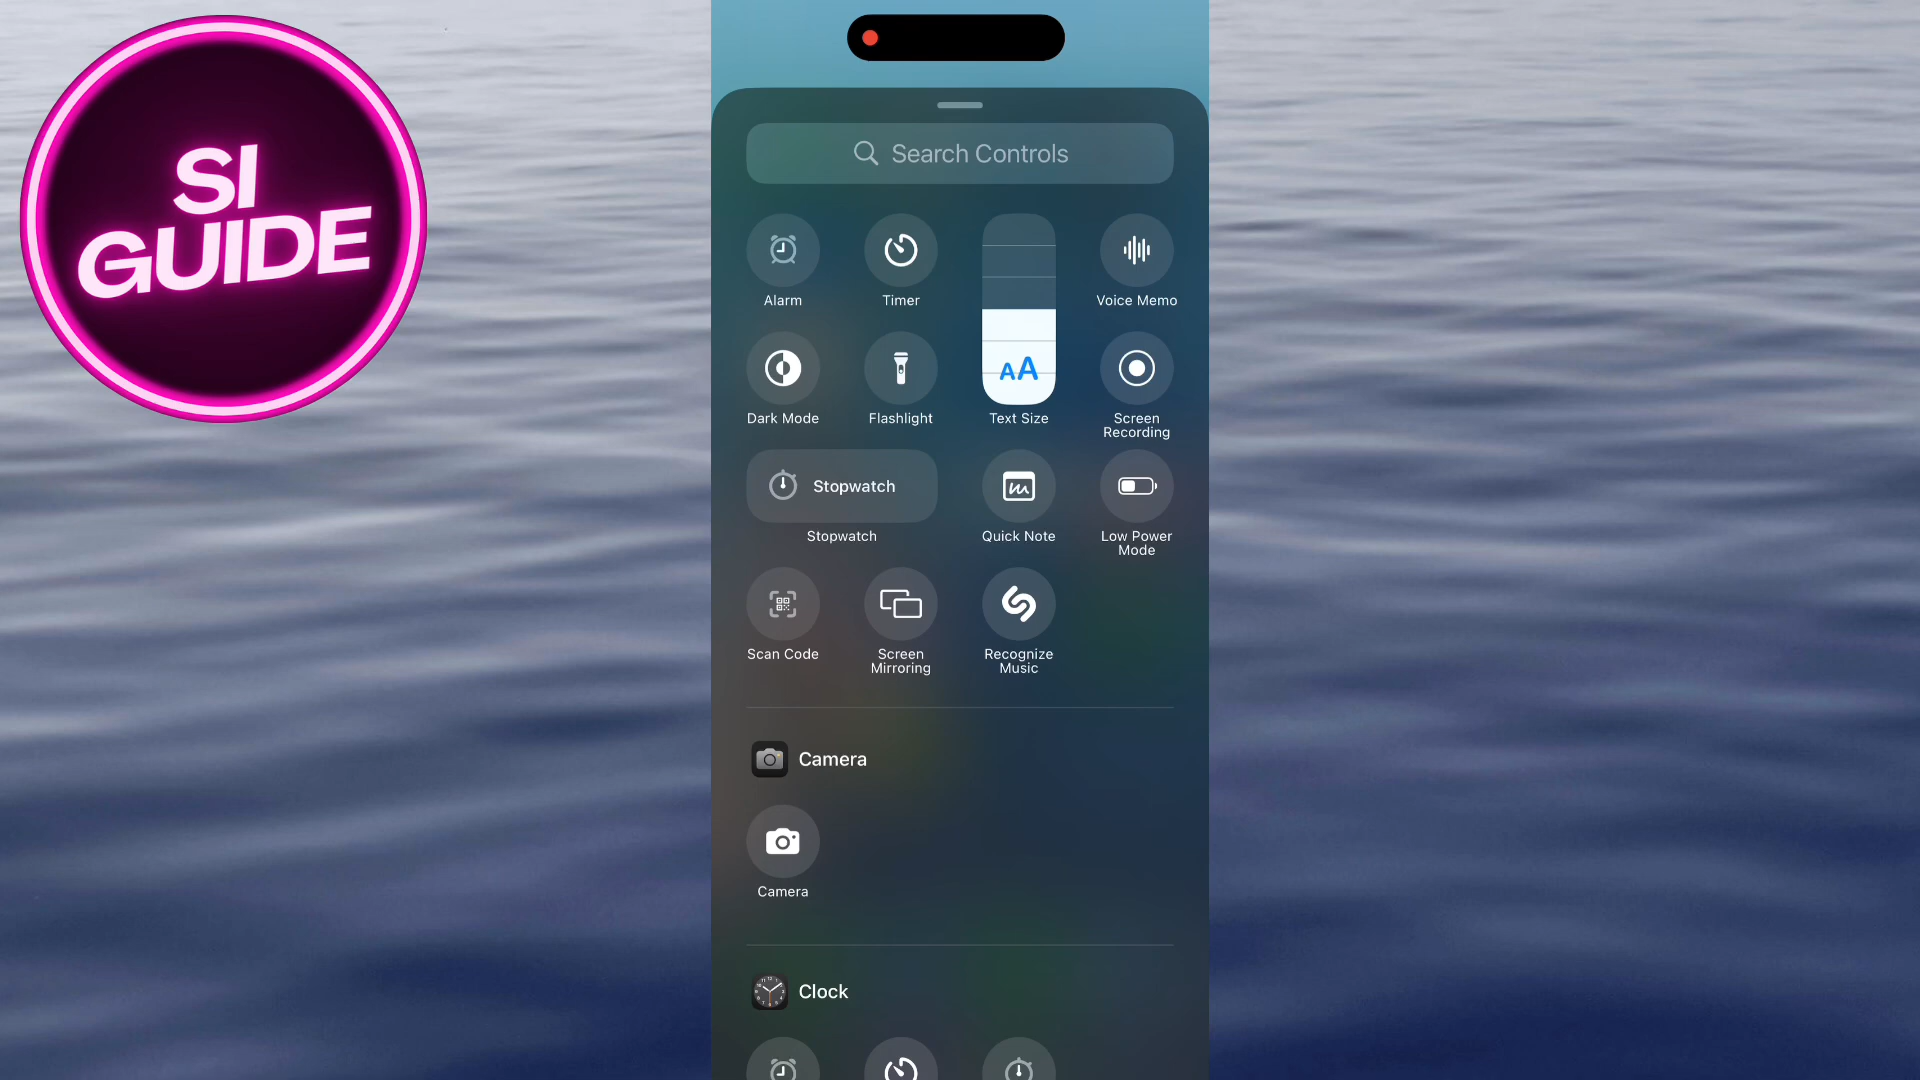 SI
GUIDE
Search Controls
Alarm
Timer
Voice Memo
Dark Mode
Flashlight
AA
Text Size
Screen
Recording
Stopwatch
Stopwatch
Quick Note
Low Power
Mode
Scan Code
Screen
Mirroring
Recognize
Music
Camera
Camera
Clock